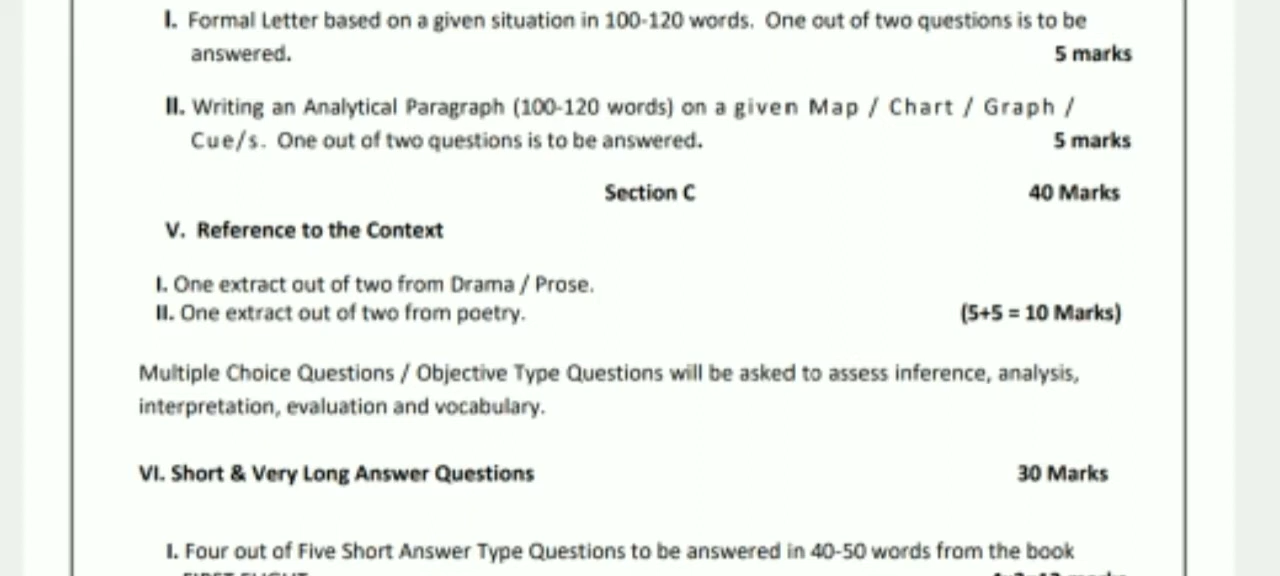 I. Formal Letter based on a given situation in 100-120 words. One out of two questions is to be
answered. 5 marks
II. Writing an Analytical Paragraph (100-120 words) on a given Map / Chart / Graph /
Cue/s. One out of two questions is to be answered. 5 marks
Section C 40 Marks
V. Reference to the Context
I. One extract out of two from Drama / Prose.
II. One extract out of two from poetry. (5+5 = 10 Marks)
Multiple Choice Questions / Objective Type Questions will be asked to assess inference, analysis,
interpretation, evaluation and vocabulary.
VI. Short & Very Long Answer Questions 30 Marks
I. Four out of Five Short Answer Type Questions to be answered in 40-50 words from the book